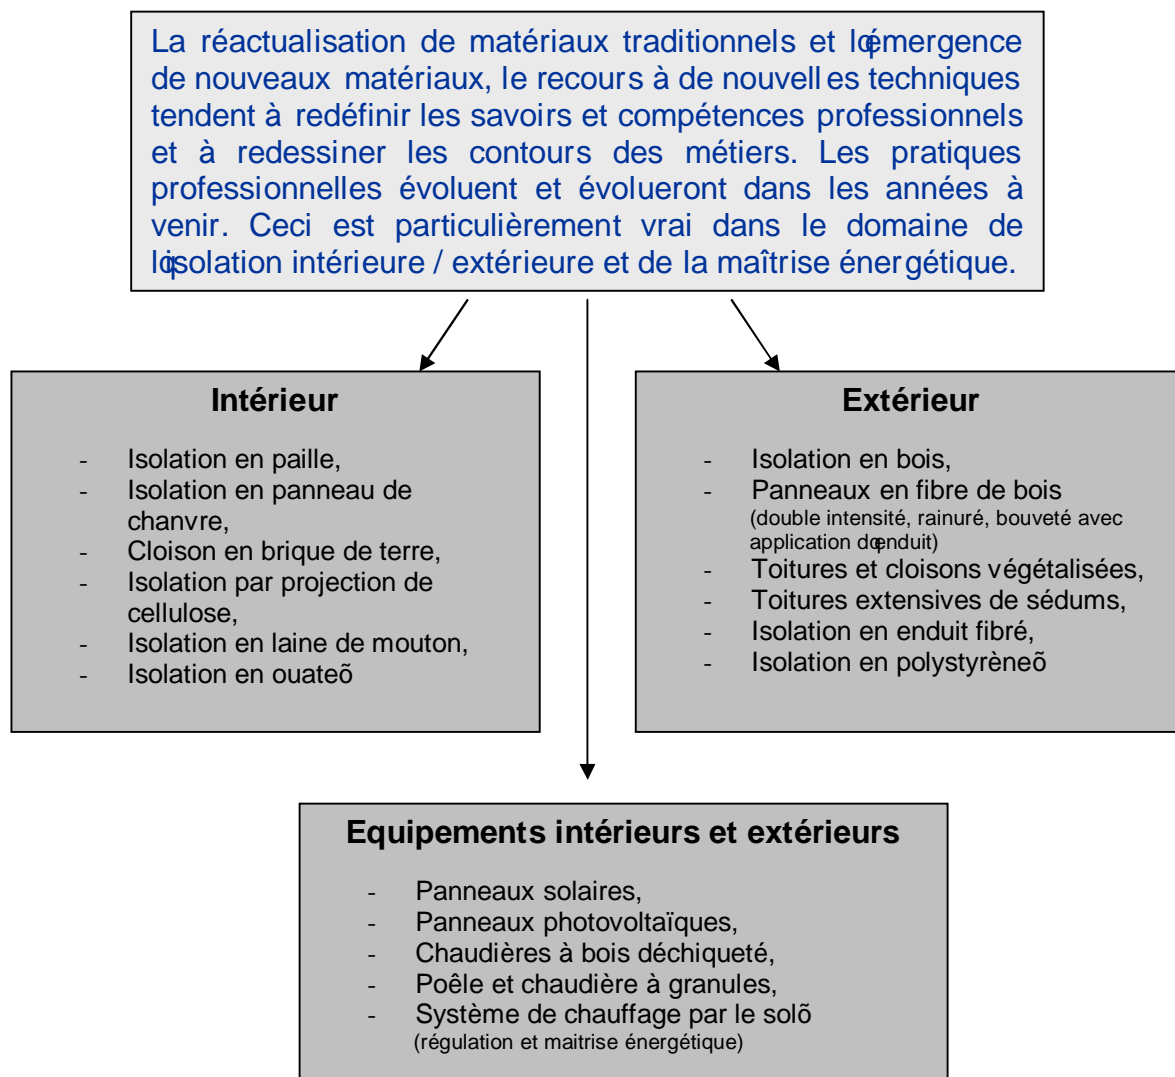 La réactualisation de matériaux traditionnels et lqémergence
de nouveaux matériaux, le recours à de nouvelles techniques
tendent à redéfinir les savoirs et compétences professionnels
et à redessiner les contours des métiers. Les pratiques
professionnelles évoluent et évolueront dans les années à
venir. Ceci est particulièrement vrai dans le domaine de
lqisolation intérieure / extérieure et de la maîtrise énergétique.
Intérieur
- Isolation en paille,
- Isolation en panneau de
chanvre,
- Cloison en brique de terre,
- Isolation par projection de
cellulose,
- Isolation en laine de mouton,
- Isolation en ouateõ
Extérieur
- Isolation en bois,
- Panneaux en fibre de bois
(double intensité, rainuré, bouveté avec
application dqenduit)
- Toitures et cloisons végétalisées,
- Toitures extensives de sédums,
- Isolation en enduit fibré,
- Isolation en polystyrèneõ
Equipements intérieurs et extérieurs
- Panneaux solaires,
- Panneaux photovoltaïques,
- Chaudières à bois déchiqueté,
- Poêle et chaudière à granules,
- Système de chauffage par le solõ
(régulation et maitrise énergétique)